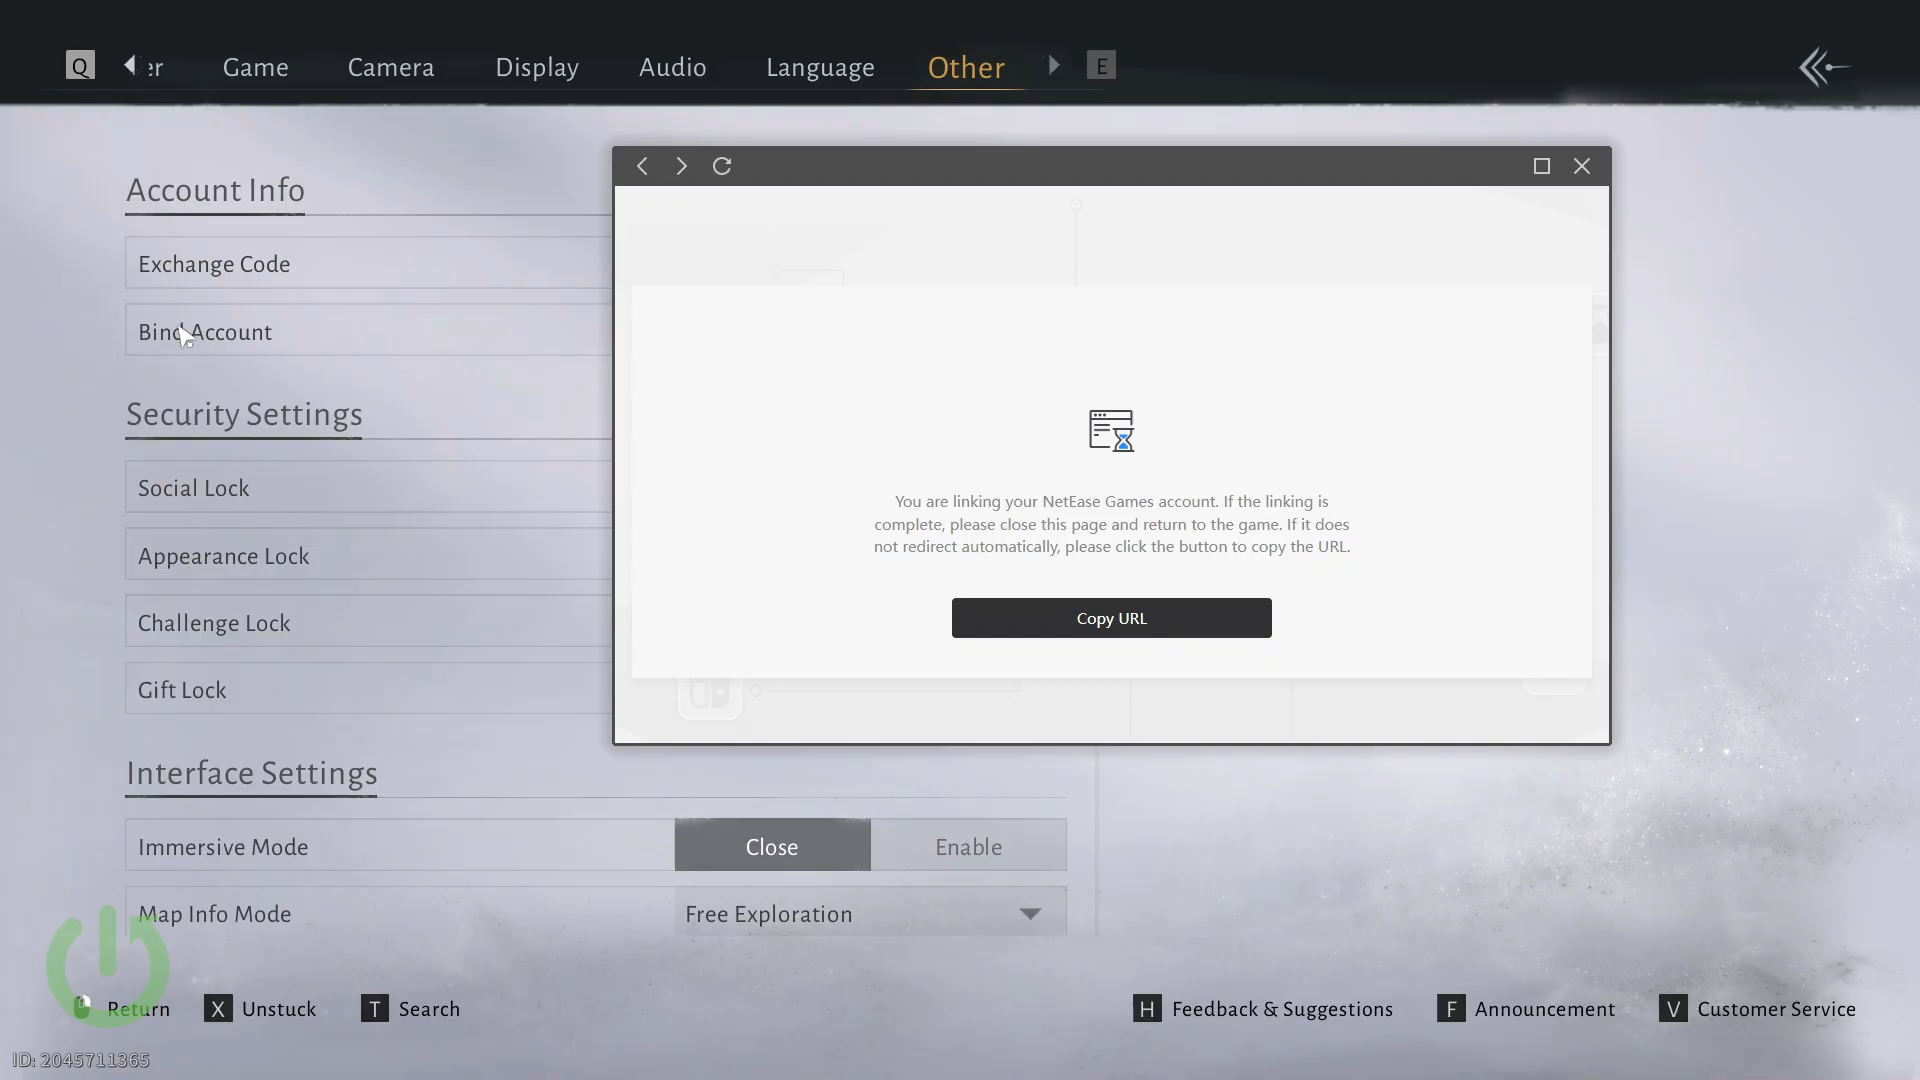 Q er Game Camera Display Audio Language Other E
Account Info
Exchange Code
Bind Account
Security Settings
Social Lock
Appearance Lock
Challenge Lock
Gift Lock
You are linking your NetEase Games account. If the linking is
complete, please close this page and return to the game. If it does
not redirect automatically, please click the button to copy the URL.
Copy URL
Interface Settings
Immersive Mode Close Enable
Map Info Mode Free Exploration
Return X Unstuck T Search H Feedback & Suggestions F Announcement V Customer Service
ID: 2045711365